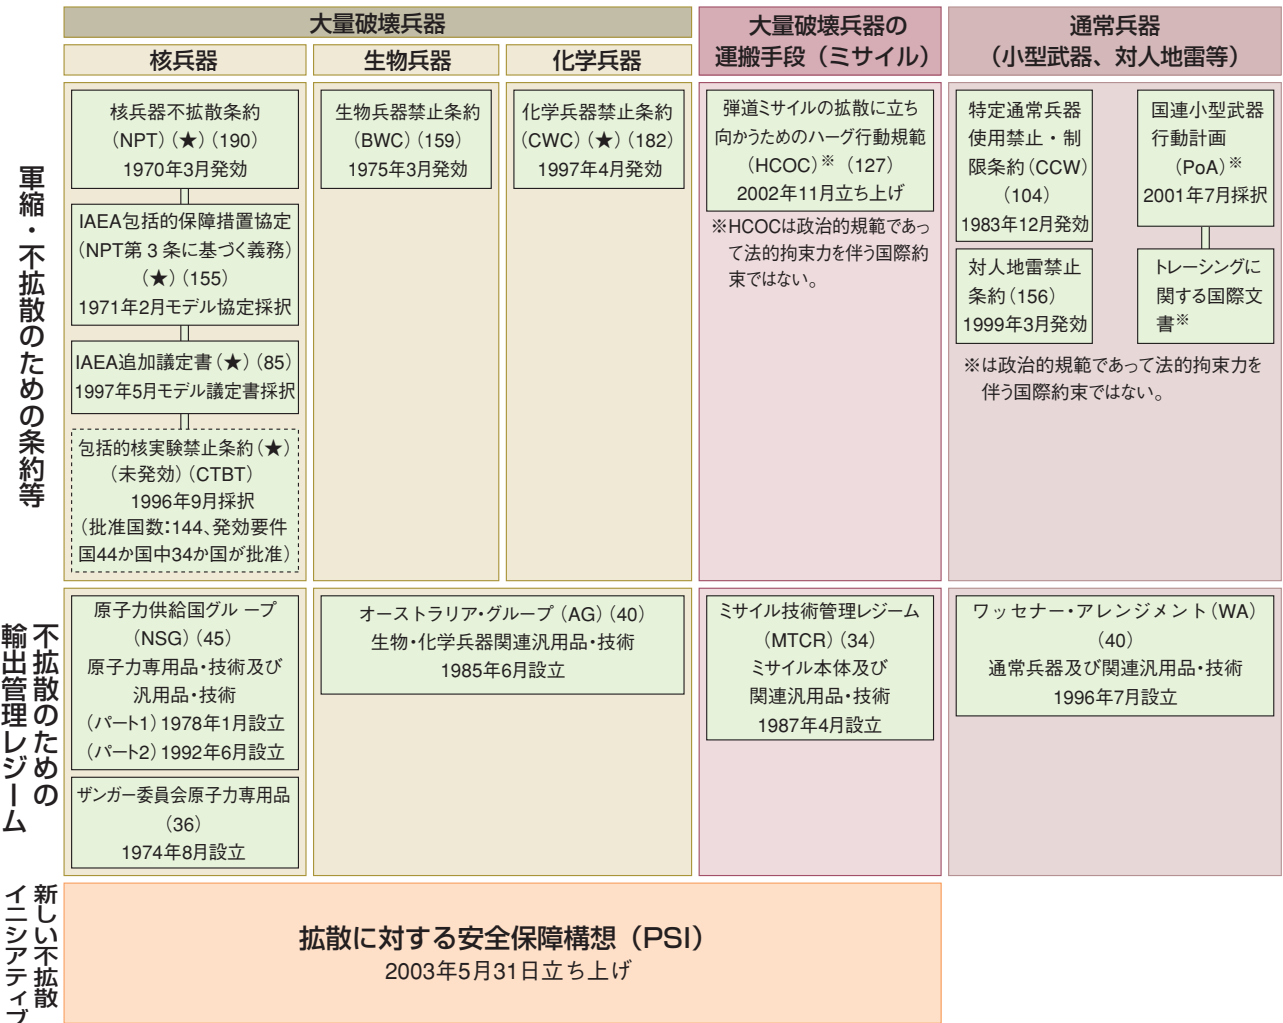 大量破壊兵器
核兵器
生物兵器
化学兵器
大量破壊兵器の
運搬手段（ミサイル）
通常兵器
（小型武器、対人地雷等）
軍縮・不拡散のための条約等
核兵器不拡散条約
（NPT）（★）（190）
1970年3月発効
IAEA包括的保障措置協定
（NPT第３条に基づく義務）
（★）（155）
1971年2月モデル協定採択
IAEA追加議定書（★）（85）
1997年5月モデル議定書採択
包括的核実験禁止条約（★）
（未発効）（CTBT）
1996年9月採択
（批准国数：144、発効要件
国44か国中34か国が批准）
生物兵器禁止条約
（BWC）（159）
1975年3月発効
化学兵器禁止条約
（CWC）（★）（182）
1997年4月発効
弾道ミサイルの拡散に立ち
向かうためのハーグ行動規範
（HCOC）※（127）
2002年11月立ち上げ
※HCOCは政治的規範であっ
て法的拘束力を伴う国際約
束ではない。
特定通常兵器
使用禁止・制
限条約（CCW）
（104）
1983年12月発効
対人地雷禁止
条約（156）
1999年3月発効
国連小型武器
行動計画
（PoA）※
2001年7月採択
トレーシングに
関する国際文
書※
※は政治的規範であって法的拘束力を
伴う国際約束ではない。
不拡散のための
輸出管理レジーム
原子力供給国グループ
（NSG）（45）
原子力専用品・技術及び
汎用品・技術
（パート1）1978年1月設立
（パート2）1992年6月設立
ザンガー委員会原子力専用品
（36）
1974年8月設立
オーストラリア・グループ（AG）（40）
生物・化学兵器関連汎用品・技術
1985年6月設立
ミサイル技術管理レジーム
（MTCR）（34）
ミサイル本体及び
関連汎用品・技術
1987年4月設立
ワッセナー・アレンジメント（WA）
（40）
通常兵器及び関連汎用品・技術
1996年7月設立
新しい不拡散
イニシアティブ
拡散に対する安全保障構想（PSI）
2003年5月31日立ち上げ